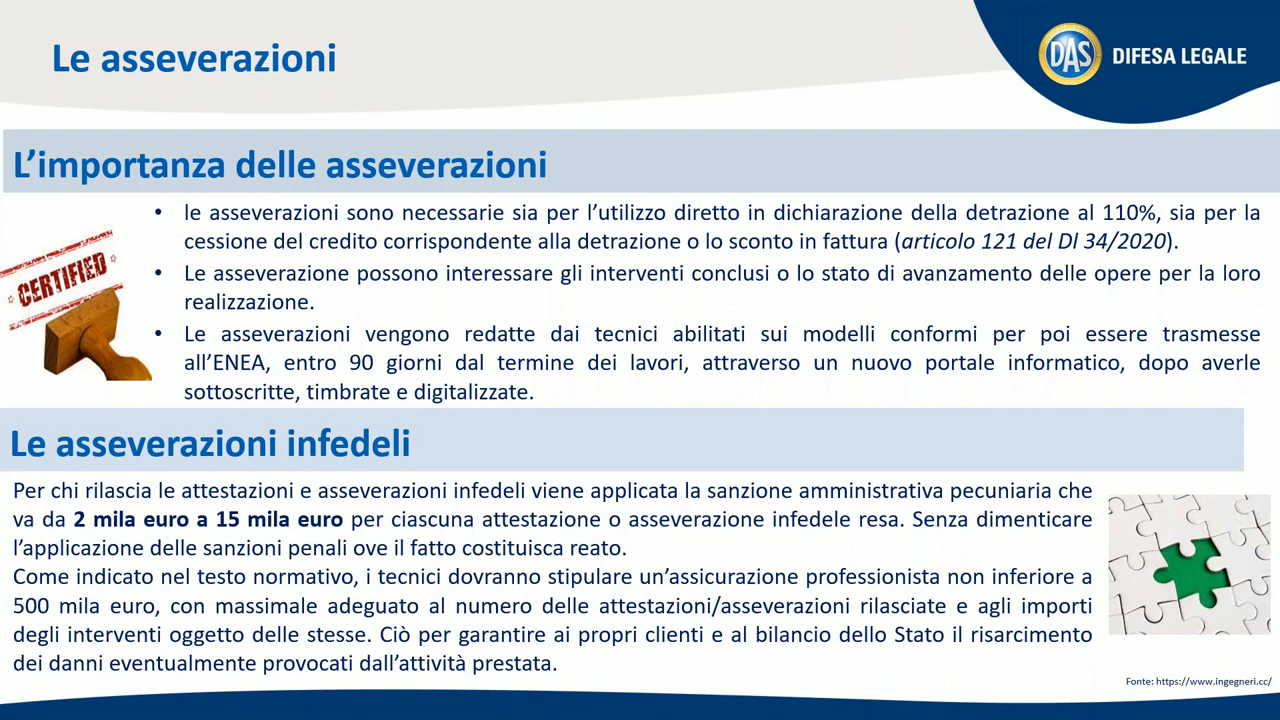 Le asseverazioni
DAS DIFESA LEGALE
L’importanza delle asseverazioni
• le asseverazioni sono necessarie sia per l’utilizzo diretto in dichiarazione della detrazione al 110%, sia per la
cessione del credito corrispondente alla detrazione o lo sconto in fattura (articolo 121 del Dl 34/2020).
• Le asseverazione possono interessare gli interventi conclusi o lo stato di avanzamento delle opere per la loro
realizzazione.
• Le asseverazioni vengono redatte dai tecnici abilitati sui modelli conformi per poi essere trasmesse
all’ENEA, entro 90 giorni dal termine dei lavori, attraverso un nuovo portale informatico, dopo averle
sottoscritte, timbrate e digitalizzate.
CERTIFIED
Le asseverazioni infedeli
Per chi rilascia le attestazioni e asseverazioni infedeli viene applicata la sanzione amministrativa pecuniaria che
va da 2 mila euro a 15 mila euro per ciascuna attestazione o asseverazione infedele resa. Senza dimenticare
l’applicazione delle sanzioni penali ove il fatto costituisca reato.
Come indicato nel testo normativo, i tecnici dovranno stipulare un’assicurazione professionista non inferiore a
500 mila euro, con massimale adeguato al numero delle attestazioni/asseverazioni rilasciate e agli importi
degli interventi oggetto delle stesse. Ciò per garantire ai propri clienti e al bilancio dello Stato il risarcimento
dei danni eventualmente provocati dall’attività prestata.
Fonte: https://www.ingegneri.cc/